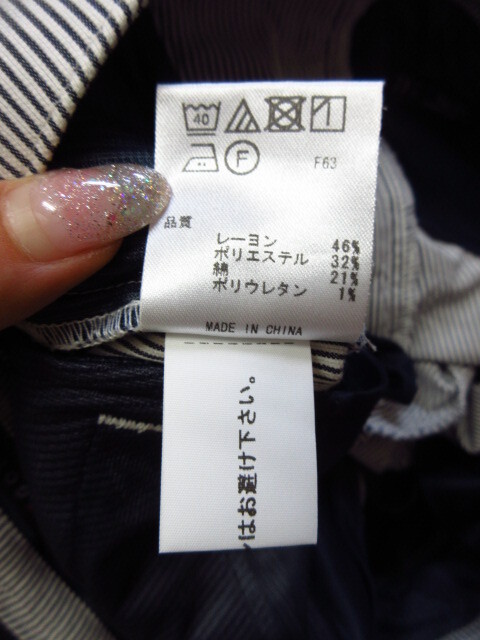 40
F
F63
品質
レーヨン 46%
ポリエステル 32%
綿 21%
ポリウレタン 1%
MADE IN CHINA
はお避け下さい。